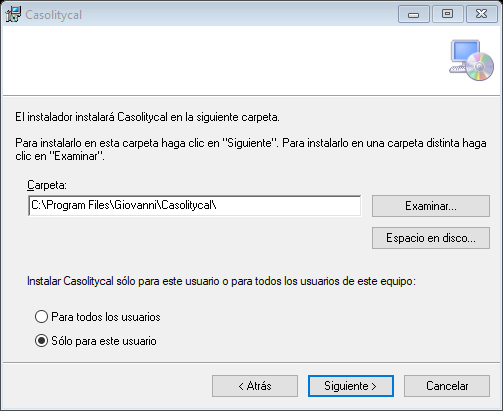 Casolitycal
El instalador instalará Casolitycal en la siguiente carpeta.
Para instalarlo en esta carpeta haga clic en "Siguiente". Para instalarlo en una carpeta distinta haga
clic en "Examinar".
Carpeta:
C:\Program Files\Giovanni\Casolitycal\
Examinar...
Espacio en disco...
Instalar Casolitycal sólo para este usuario o para todos los usuarios de este equipo:
Para todos los usuarios
Sólo para este usuario
< Atrás
Siguiente >
Cancelar